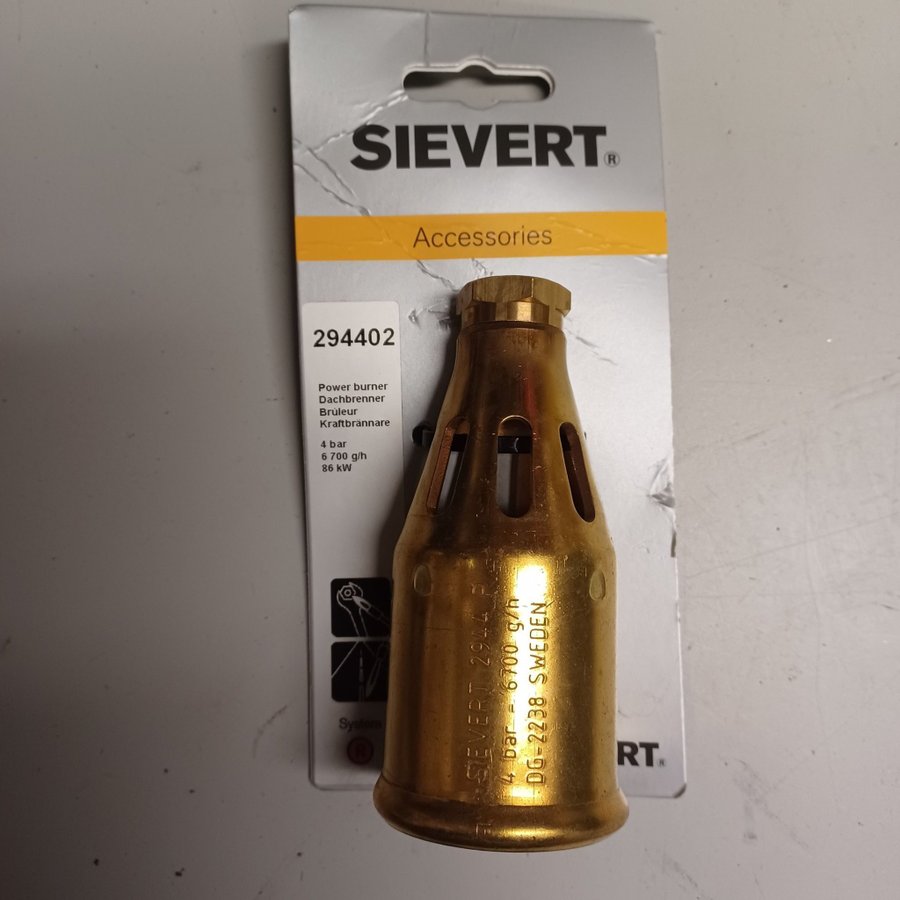 SIEVERT®
Accessories
294402
Power burner
Dachbrenner
Brûleur
Kraftbrännare
4 bar
6 700 g/h
86 kW
SIEVERT 2944 P
4 bar - 6700 g/h
DG-2238 SWEDEN
System
R
RT®